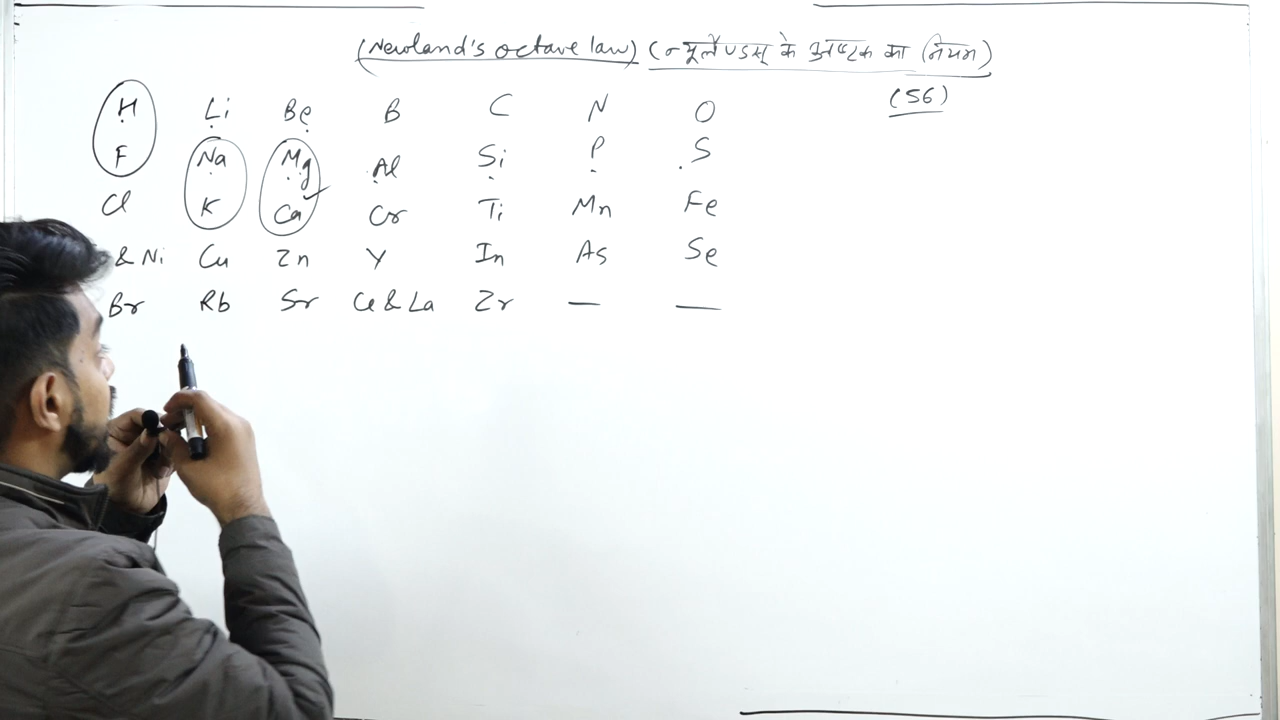 (Newland's octave law) (न्यूलैण्डस् के अष्टक का नियम)
(56)
H Li Be B C N O
F Na Mg Al Si P S
Cl K Ca Cr Ti Mn Fe
& Ni Cu Zn Y In As Se
Br Rb Sr Ce & La Zr — —